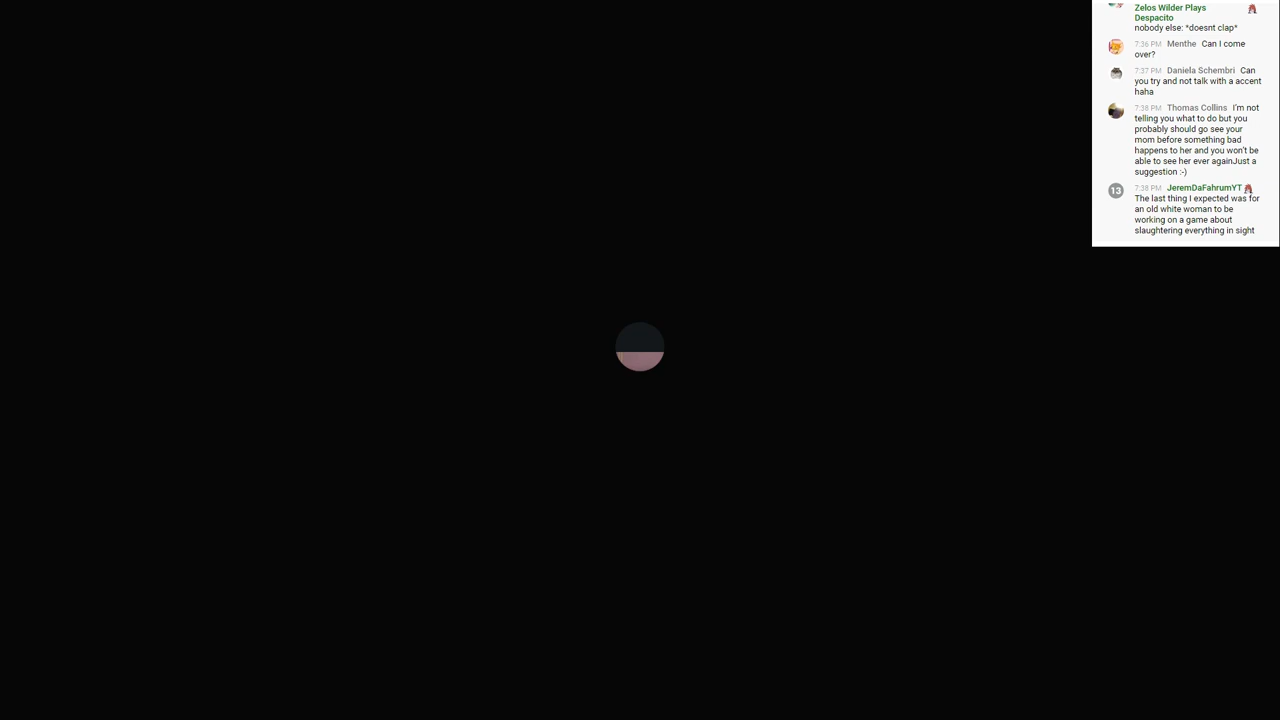 Zelos Wilder Plays
Despacito
nobody else: *doesnt clap*
7:36 PM Menthe Can I come
over?
7:37 PM Daniela Schembri Can
you try and not talk with a accent
haha
7:38 PM Thomas Collins I'm not
telling you what to do but you
probably should go see your
mom before something bad
happens to her and you won't be
able to see her ever againJust a
suggestion :-)
13 7:38 PM JeremDaFahrumYT
The last thing I expected was for
an old white woman to be
working on a game about
slaughtering everything in sight